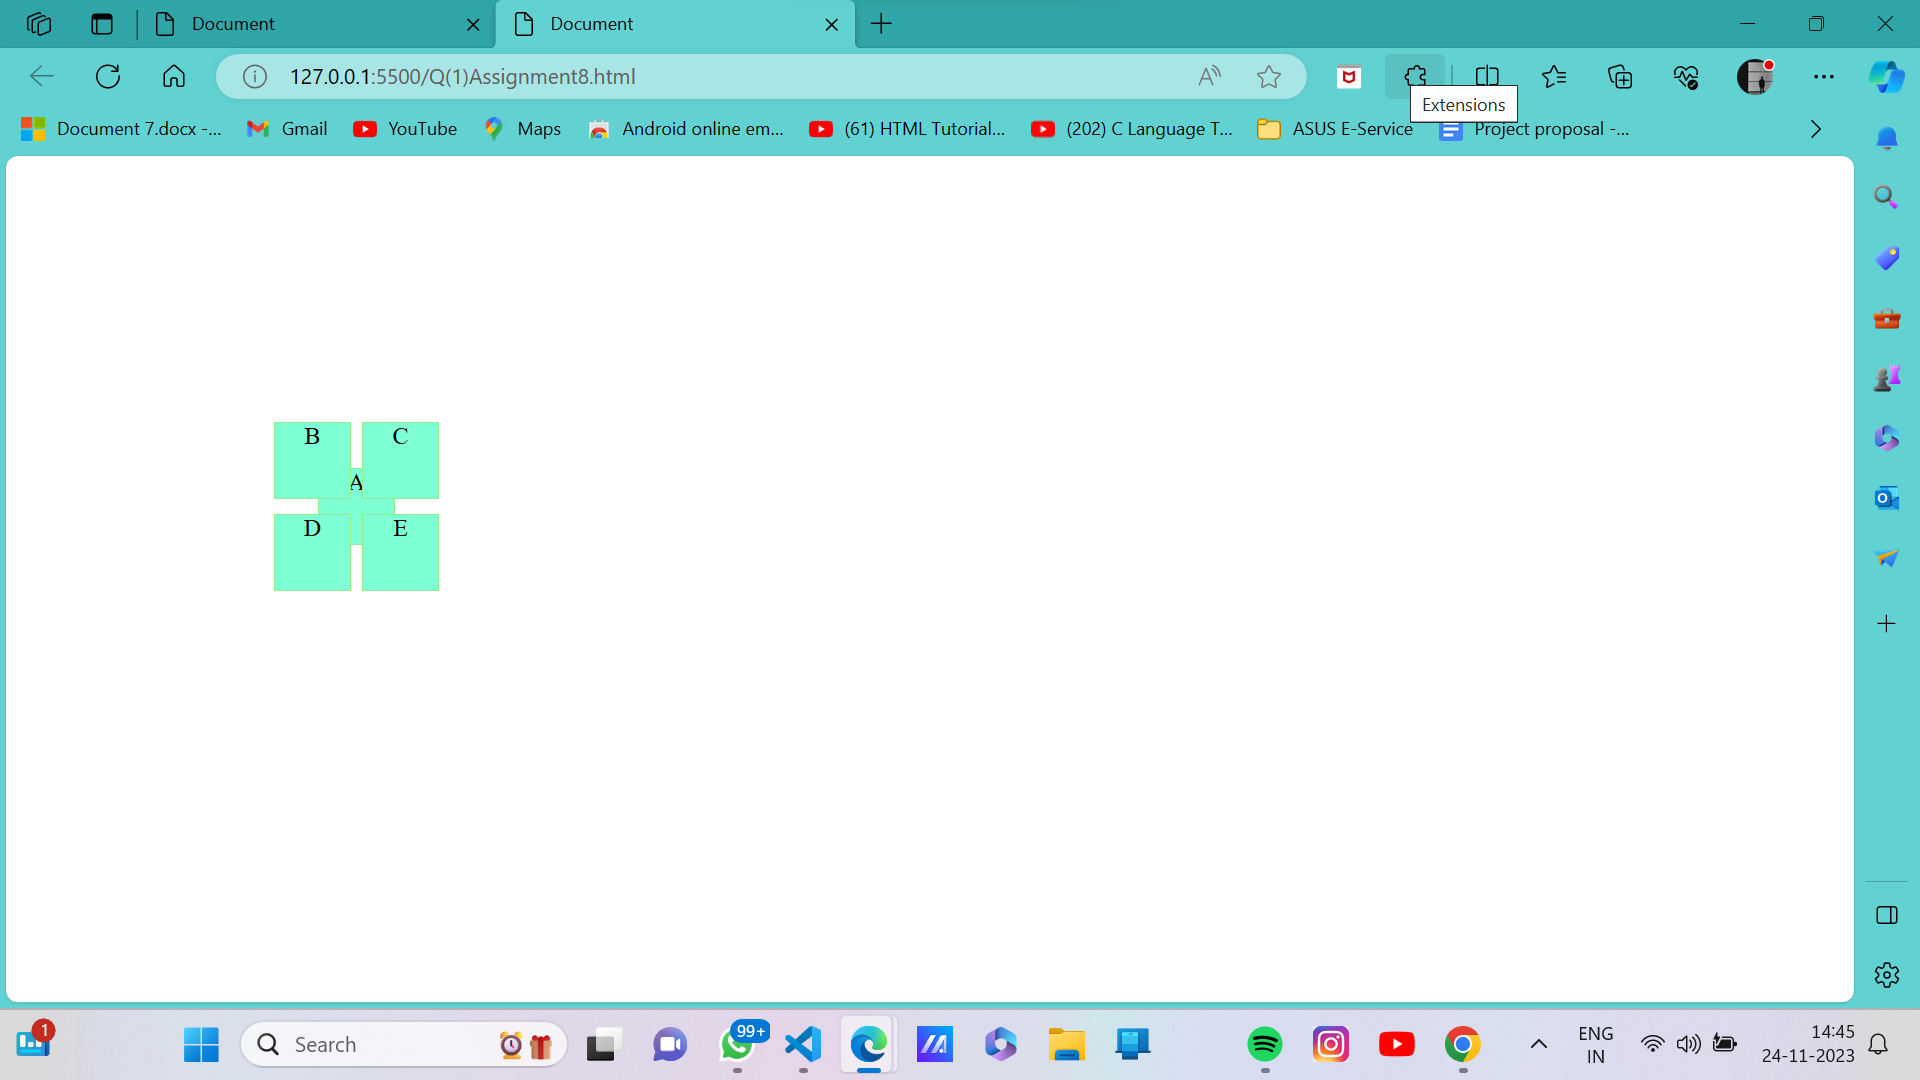 Document
Document
127.0.0.1:5500/Q(1)Assignment8.html
Extensions
Document 7.docx -...
Gmail
YouTube
Maps
Android online em...
(61) HTML Tutorial...
(202) C Language T...
ASUS E-Service
Project proposal -...
B
C
A
D
E
1
Search
99+
ENG
IN
14:45
24-11-2023